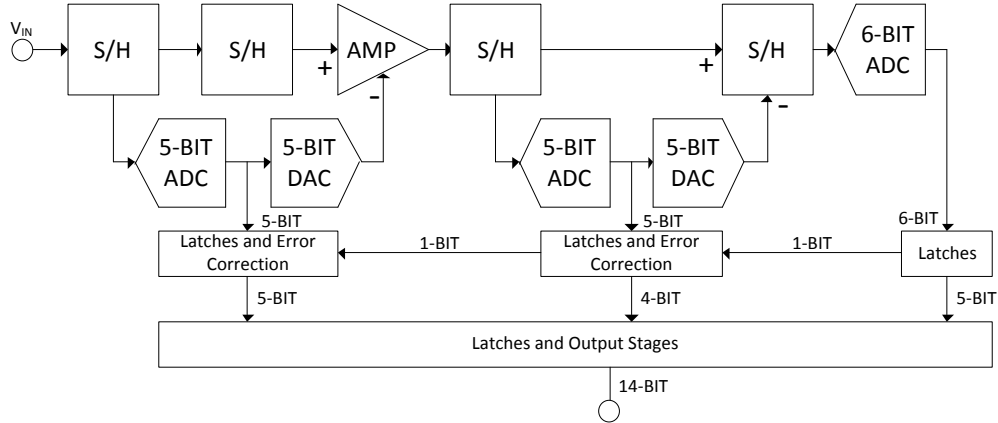 VIN
S/H
S/H
AMP
S/H
S/H
6-BIT
ADC
+
-
+
-
5-BIT
ADC
5-BIT
DAC
5-BIT
ADC
5-BIT
DAC
5-BIT
5-BIT
6-BIT
Latches and Error
Correction
1-BIT
Latches and Error
Correction
1-BIT
Latches
5-BIT
4-BIT
5-BIT
Latches and Output Stages
14-BIT